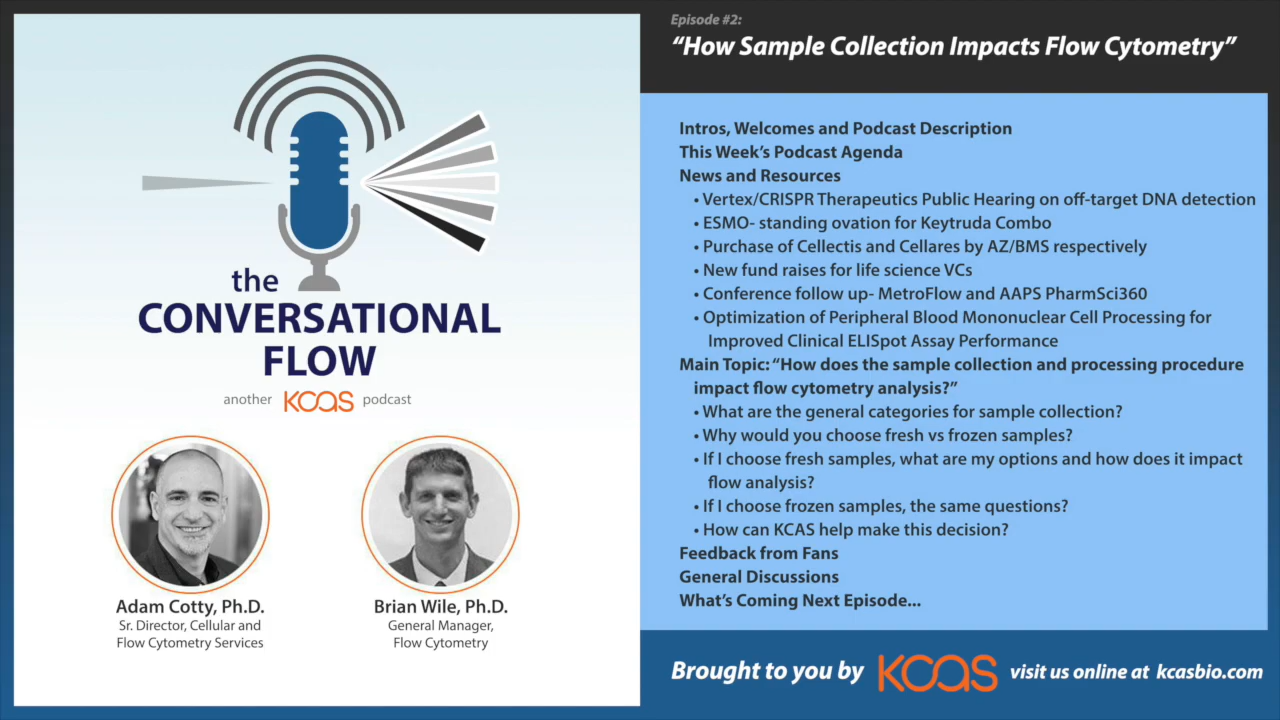 the
CONVERSATIONAL
FLOW
another KCAS podcast
Adam Cotty, Ph.D.
Sr. Director, Cellular and
Flow Cytometry Services
Brian Wile, Ph.D.
General Manager,
Flow Cytometry
Episode #2:
“How Sample Collection Impacts Flow Cytometry”
Intros, Welcomes and Podcast Description
This Week’s Podcast Agenda
News and Resources
• Vertex/CRISPR Therapeutics Public Hearing on off-target DNA detection
• ESMO- standing ovation for Keytruda Combo
• Purchase of Cellectis and Cellares by AZ/BMS respectively
• New fund raises for life science VCs
• Conference follow up- MetroFlow and AAPS PharmSci360
• Optimization of Peripheral Blood Mononuclear Cell Processing for
Improved Clinical ELISpot Assay Performance
Main Topic: “How does the sample collection and processing procedure
impact flow cytometry analysis?”
• What are the general categories for sample collection?
• Why would you choose fresh vs frozen samples?
• If I choose fresh samples, what are my options and how does it impact
flow analysis?
• If I choose frozen samples, the same questions?
• How can KCAS help make this decision?
Feedback from Fans
General Discussions
What’s Coming Next Episode...
Brought to you by KCAS visit us online at kcasbio.com